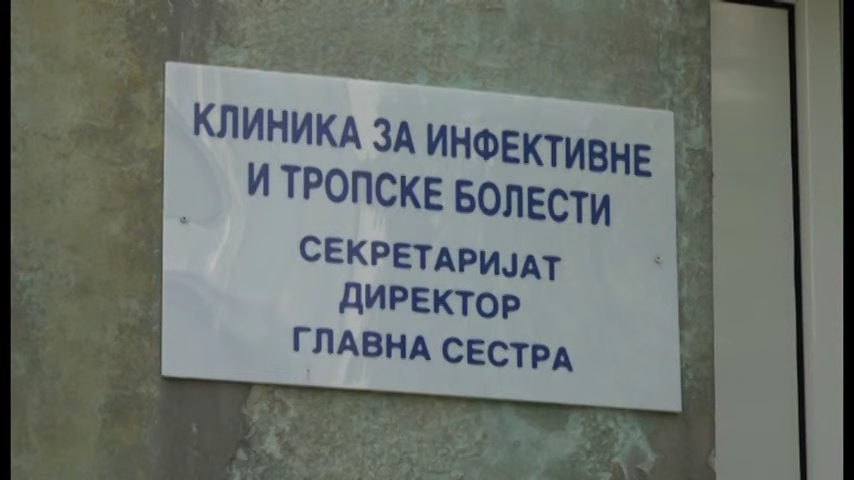 КЛИНИКА ЗА ИНФЕКТИВНЕ
И ТРОПСКЕ БОЛЕСТИ
СЕКРЕТАРИЈАТ
ДИРЕКТОР
ГЛАВНА СЕСТРА